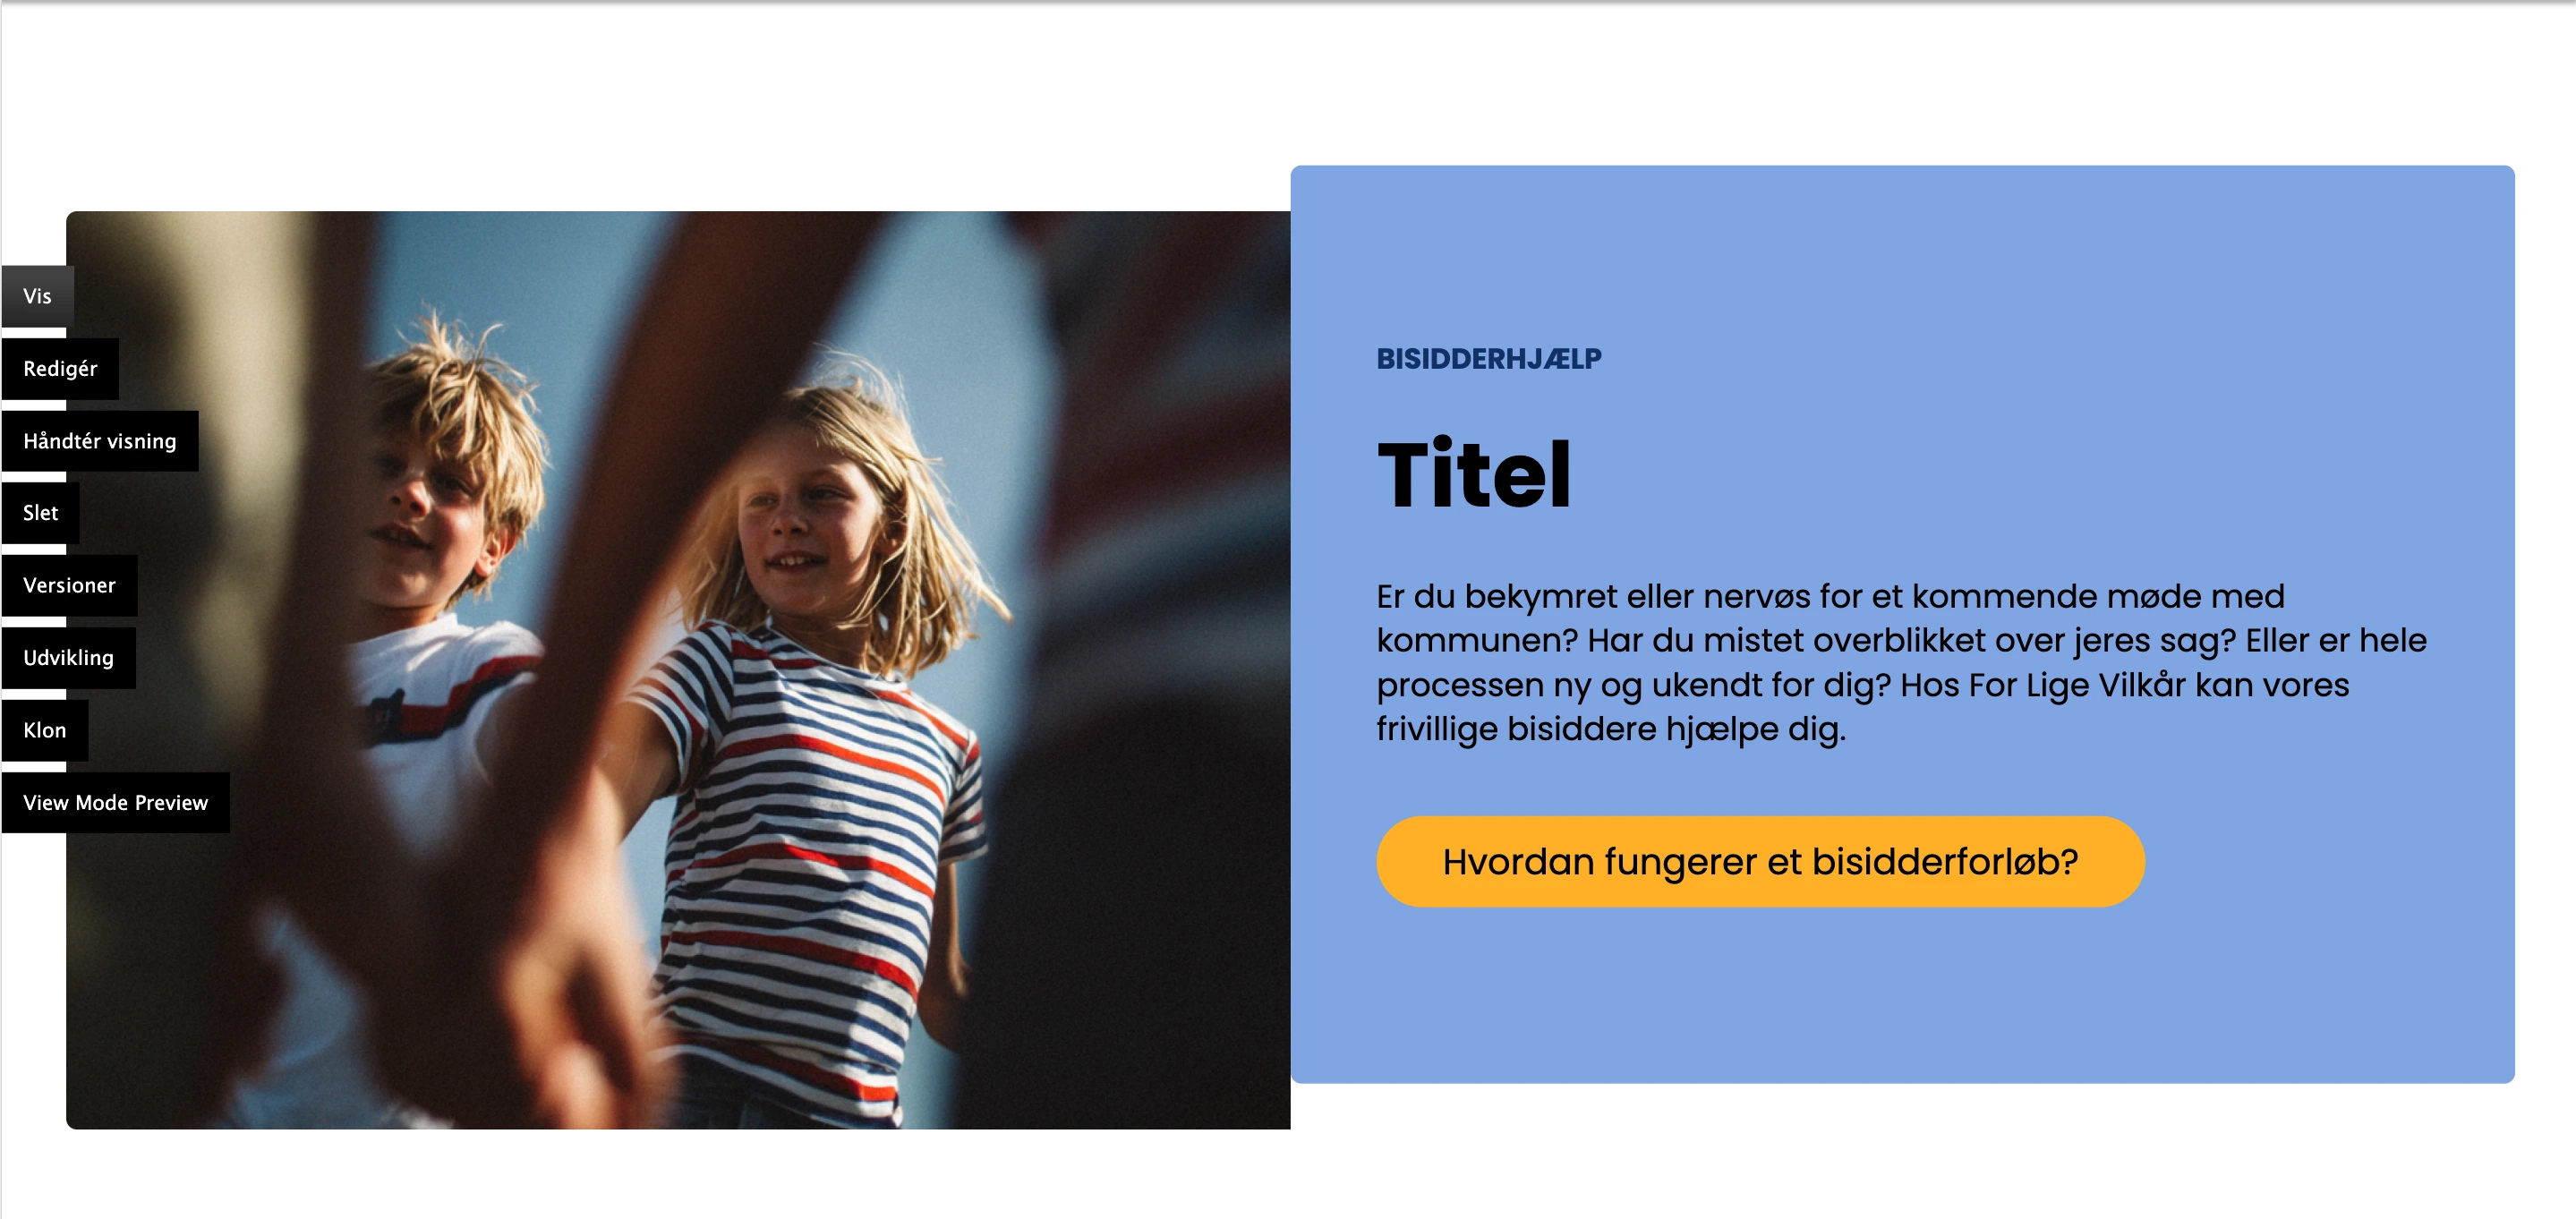 Vis
Redigér
Håndtér visning
Slet
Versioner
Udvikling
Klon
View Mode Preview
BISIDDERHJÆLP
Titel
Er du bekymret eller nervøs for et kommende møde med
kommunen? Har du mistet overblikket over jeres sag? Eller er hele
processen ny og ukendt for dig? Hos For Lige Vilkår kan vores
frivillige bisiddere hjælpe dig.
Hvordan fungerer et bisidderforløb?